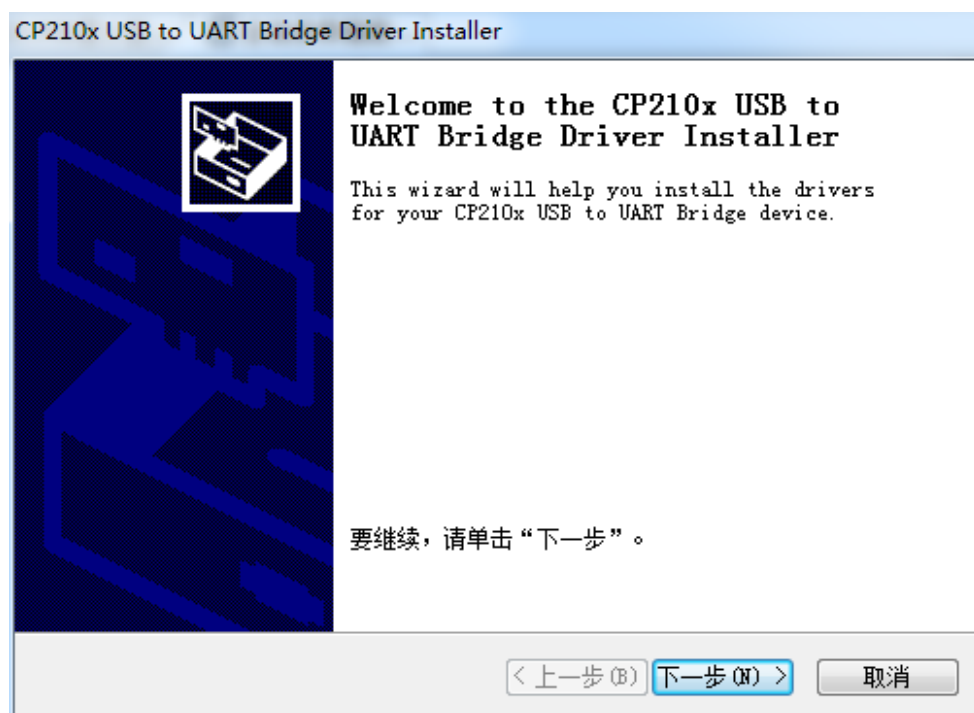 CP210x USB to UART Bridge Driver Installer
Welcome to the CP210x USB to
UART Bridge Driver Installer
This wizard will help you install the drivers
for your CP210x USB to UART Bridge device.
要继续，请单击“下一步”。
< 上一步(B) 下一步(N) > 取消